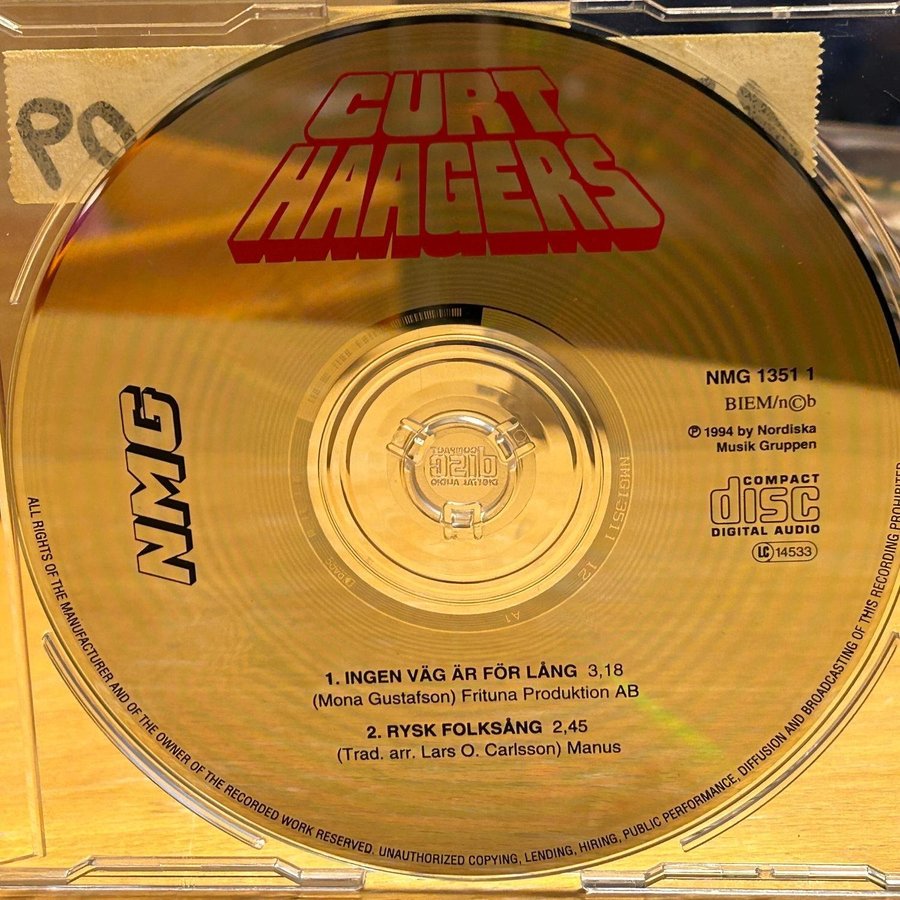 PO
CURT
HAAGERS
NMG
NMG 1351 1
BIEM/n©b
℗ 1994 by Nordiska
Musik Gruppen
COMPACT
disc
DIGITAL AUDIO
LC 14533
NMG13511 12 A1
1. INGEN VÄG ÄR FÖR LÅNG 3,18
(Mona Gustafson) Frituna Produktion AB
2. RYSK FOLKSÅNG 2,45
(Trad. arr. Lars O. Carlsson) Manus
ALL RIGHTS OF THE MANUFACTURER AND OF THE OWNER OF THE RECORDED WORK RESERVED. UNAUTHORIZED COPYING, LENDING, HIRING, PUBLIC PERFORMANCE, DIFFUSION AND BROADCASTING OF THIS RECORDING PROHIBITED